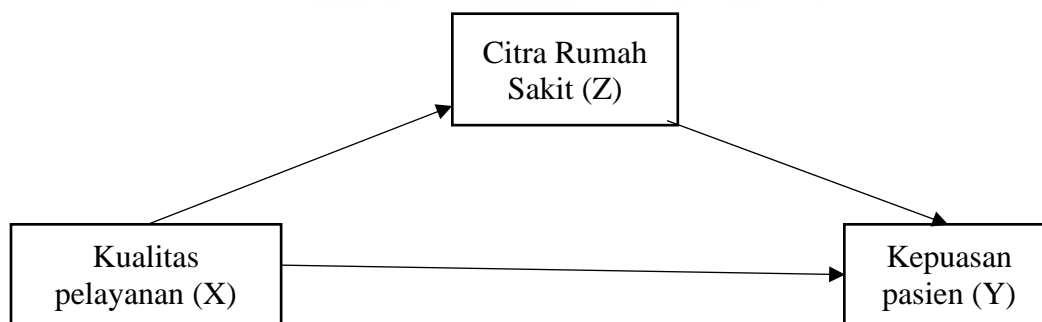 Citra Rumah
Sakit (Z)
Kualitas
pelayanan (X)
Kepuasan
pasien (Y)